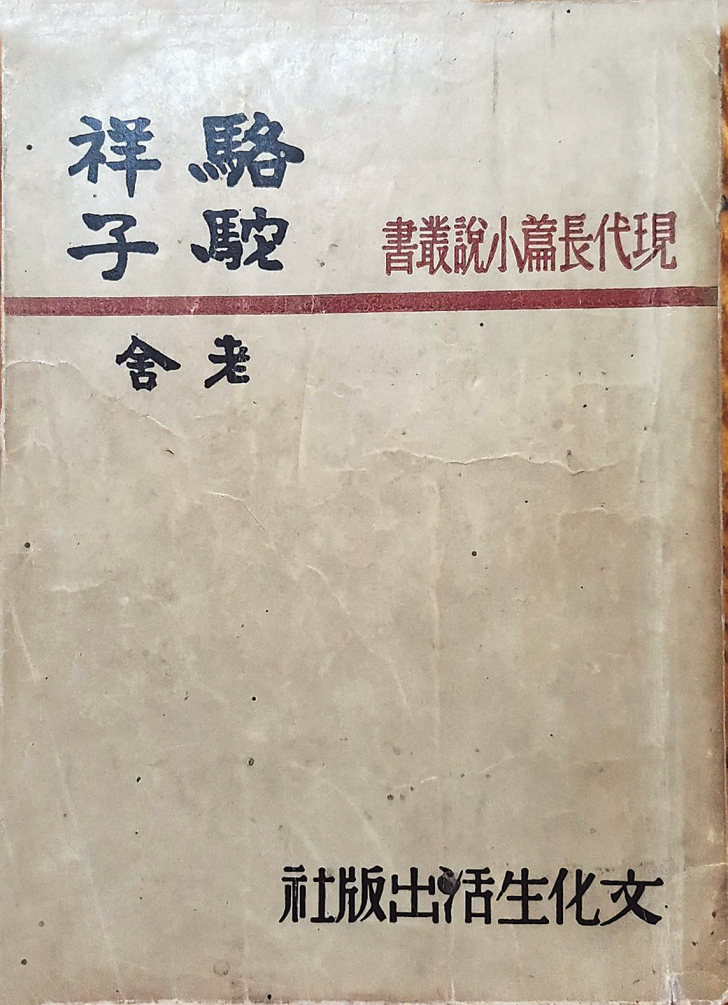 駱駝
祥子
現代長篇小說叢書
老舍
文化生活出版社